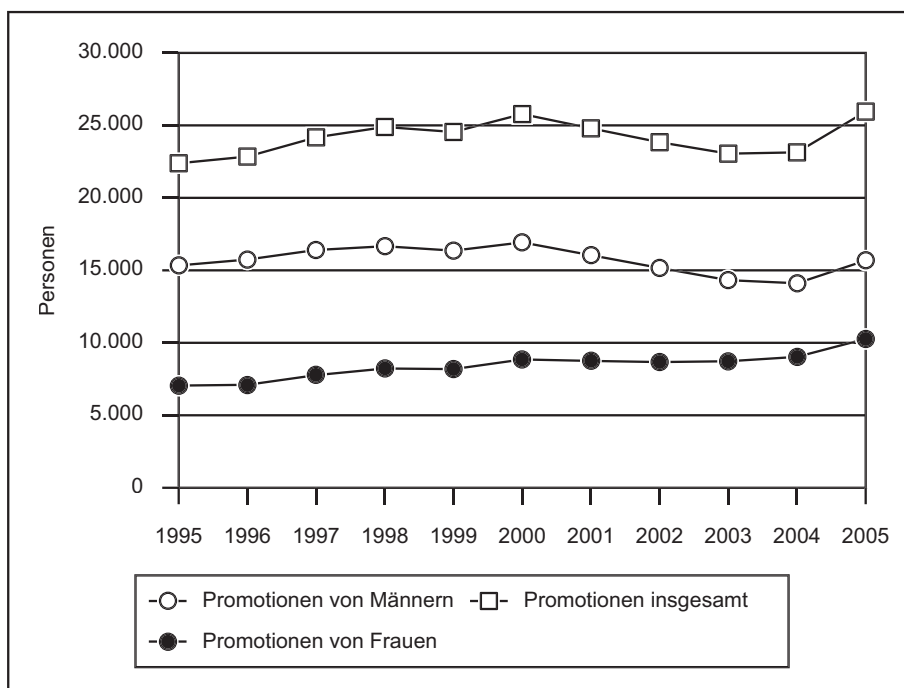 30.000
25.000
20.000
15.000
10.000
5.000
0
Personen
1995 1996 1997 1998 1999 2000 2001 2002 2003 2004 2005
Promotionen von Männern Promotionen insgesamt
Promotionen von Frauen